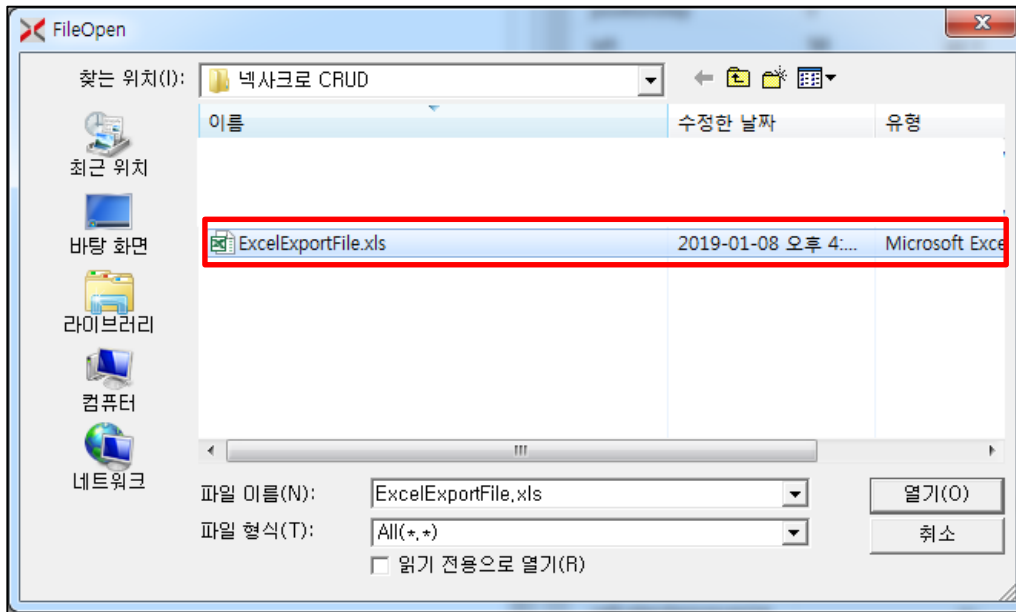 FileOpen
찾는 위치(I):
넥사크로 CRUD
이름
수정한 날짜
유형
최근 위치
바탕 화면
라이브러리
컴퓨터
네트워크
ExcelExportFile.xls
2019-01-08 오후 4:...
Microsoft Exce
파일 이름(N):
ExcelExportFile,xls
열기(O)
파일 형식(T):
All(*,*)
취소
읽기 전용으로 열기(R)